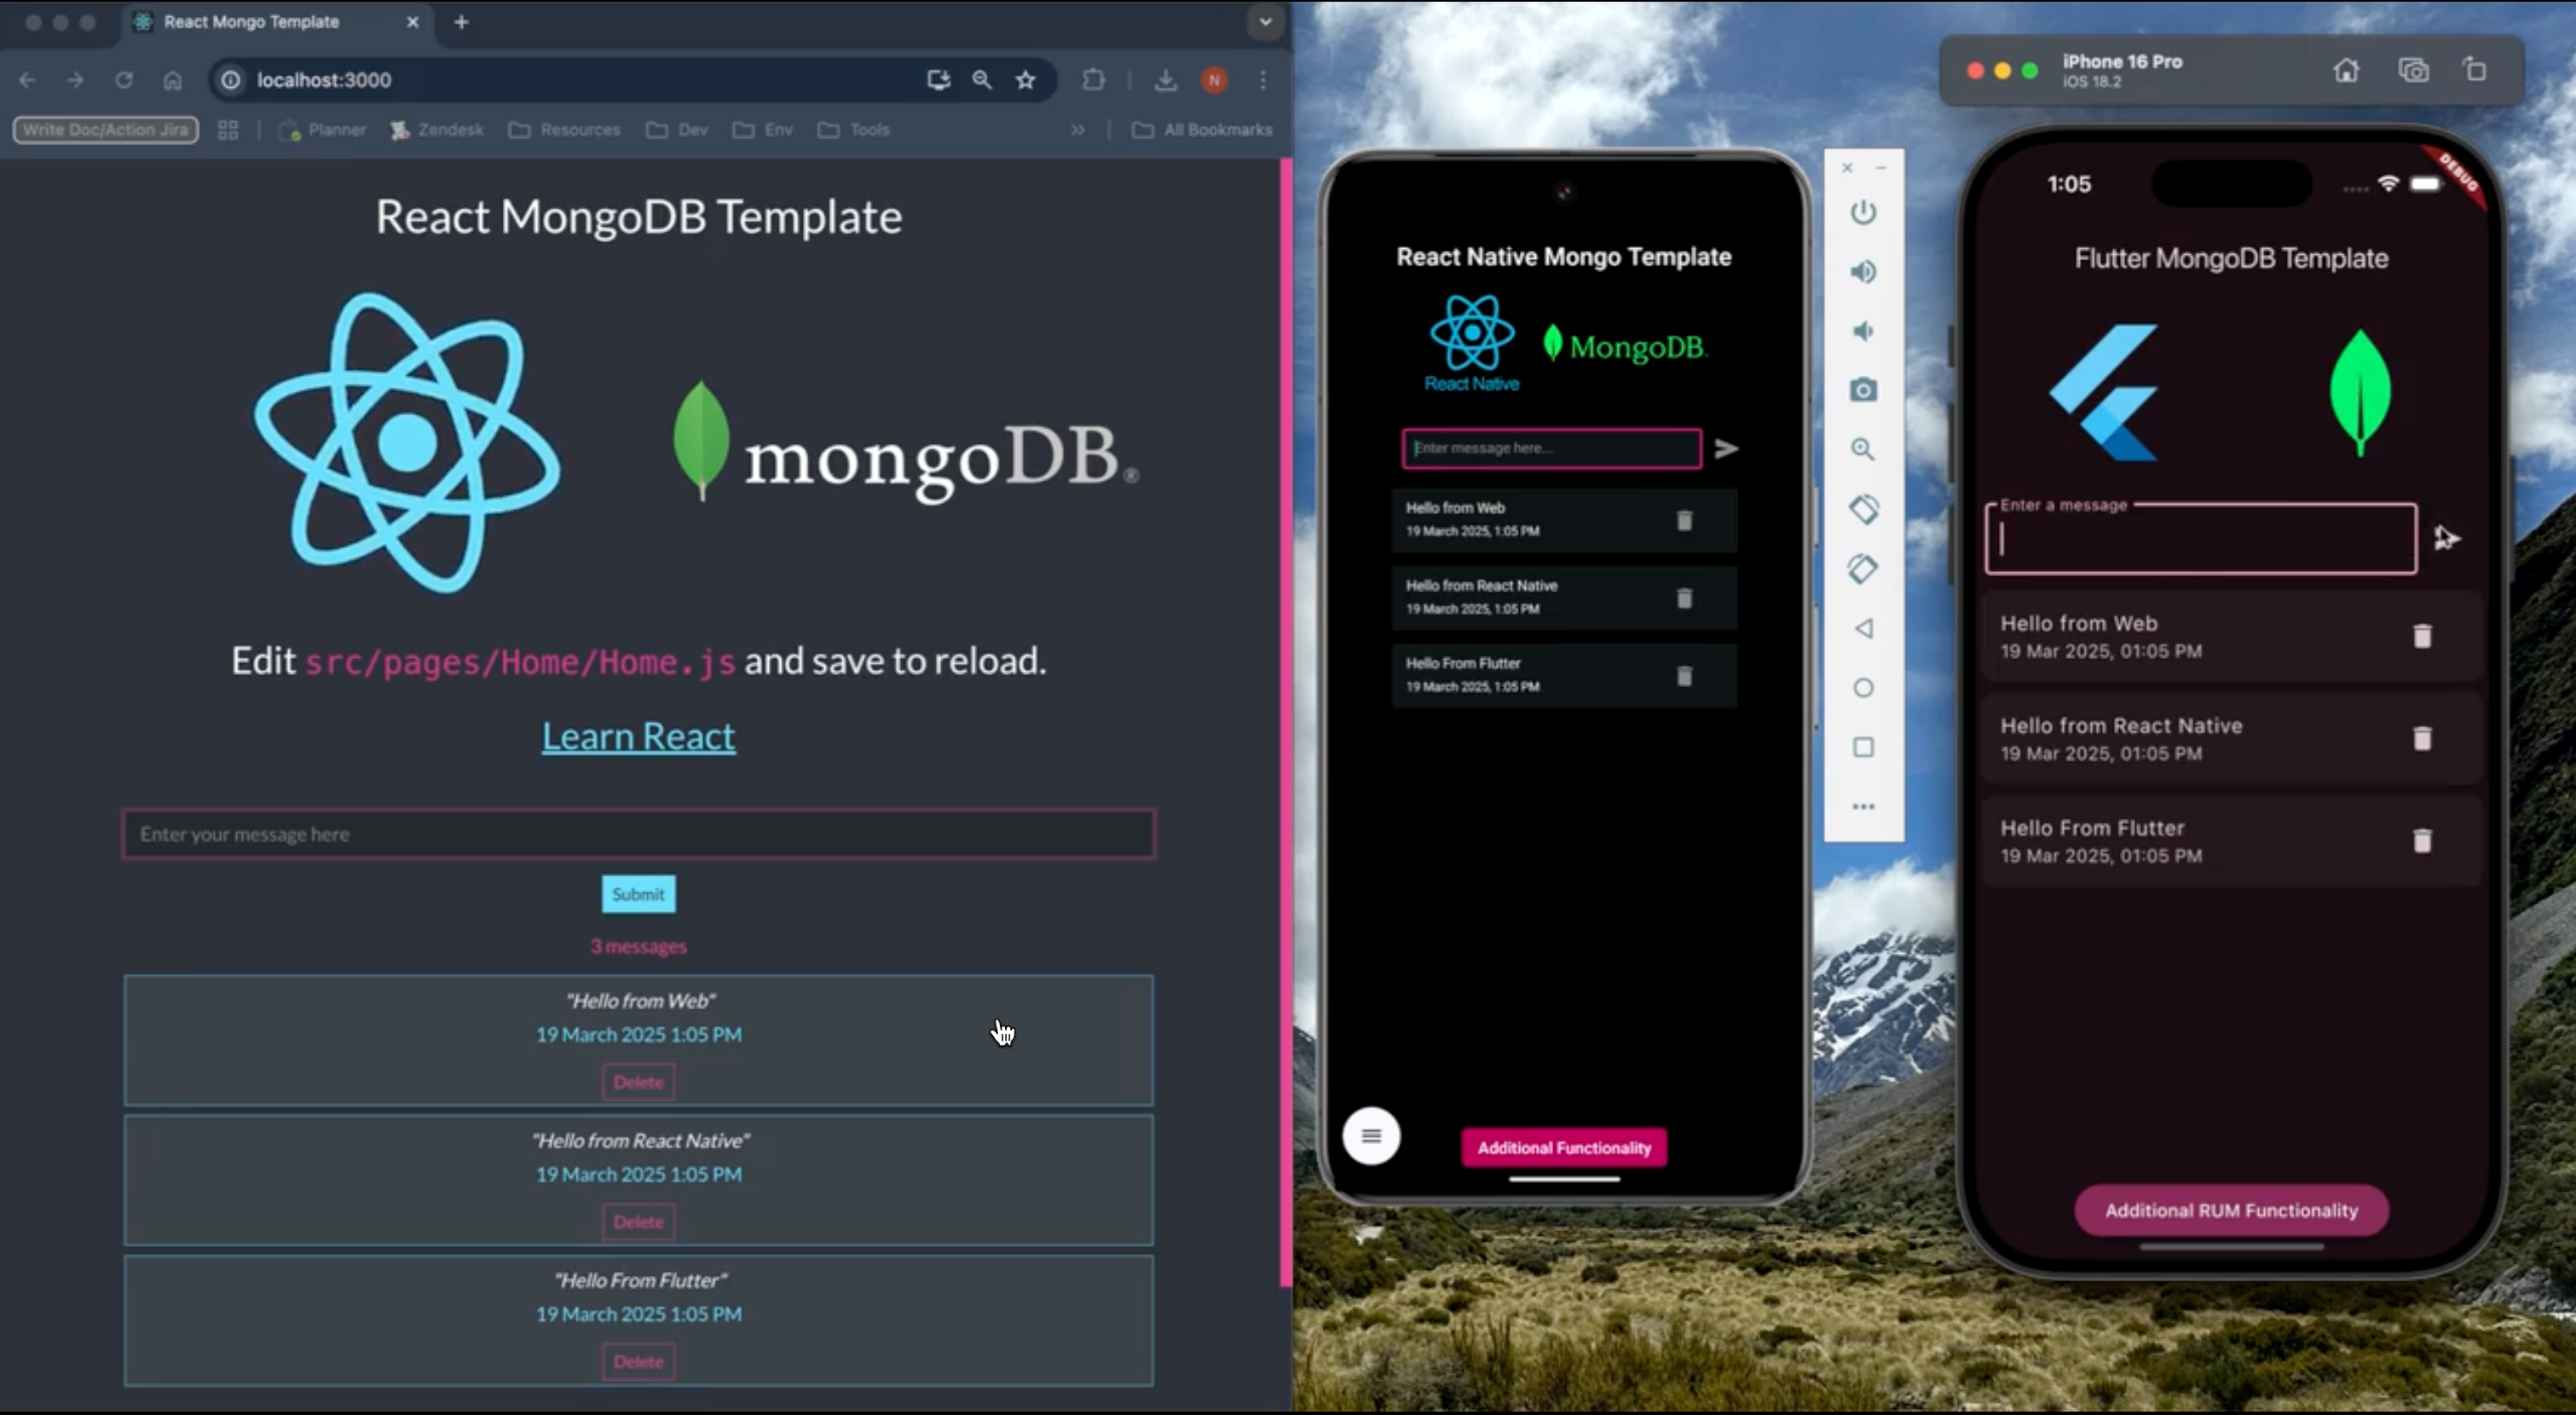 React Mongo Template
localhost:3000
N
Write Doc/Action Jira
Planner
Zendesk
Resources
Dev
Env
Tools
All Bookmarks
React MongoDB Template
mongoDB®
Edit src/pages/Home/Home.js and save to reload.
Learn React
Enter your message here
Submit
3 messages
"Hello from Web"
19 March 2025 1:05 PM
Delete
"Hello from React Native"
19 March 2025 1:05 PM
Delete
"Hello From Flutter"
19 March 2025 1:05 PM
Delete
React Native Mongo Template
React Native
MongoDB.
Enter message here...
Hello from Web
19 March 2025, 1:05 PM
Hello from React Native
19 March 2025, 1:05 PM
Hello From Flutter
19 March 2025, 1:05 PM
Additional Functionality
iPhone 16 Pro
iOS 18.2
1:05
DEBUG
Flutter MongoDB Template
Enter a message
Hello from Web
19 Mar 2025, 01:05 PM
Hello from React Native
19 Mar 2025, 01:05 PM
Hello From Flutter
19 Mar 2025, 01:05 PM
Additional RUM Functionality